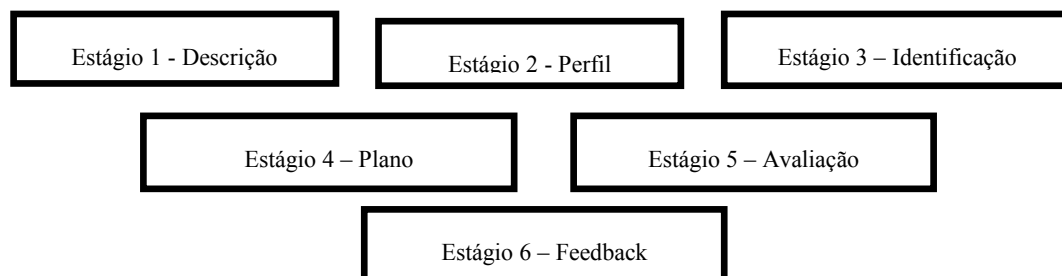 Estágio 1 - Descrição
Estágio 2 - Perfil
Estágio 3 – Identificação
Estágio 4 – Plano
Estágio 5 – Avaliação
Estágio 6 – Feedback